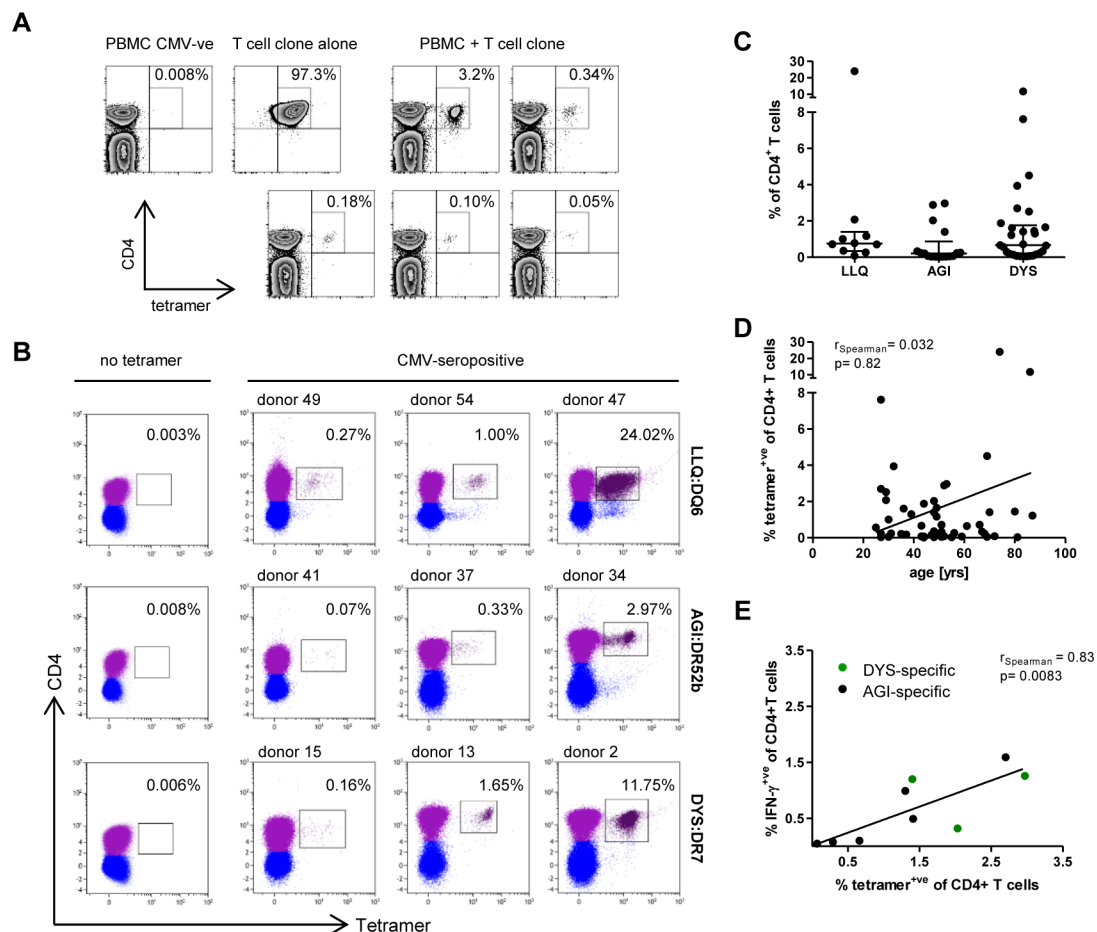 A
PBMC CMV-ve
T cell clone alone
PBMC + T cell clone
0.008%
97.3%
3.2%
0.34%
0.18%
0.10%
0.05%
CD4
tetramer
B
no tetramer
CMV-seropositive
donor 49
donor 54
donor 47
0.003%
0.27%
1.00%
24.02%
LLQ:DQ6
donor 41
donor 37
donor 34
0.008%
0.07%
0.33%
2.97%
AGI:DR52b
donor 15
donor 13
donor 2
0.006%
0.16%
1.65%
11.75%
DYS:DR7
CD4
Tetramer
C
% of CD4+ T cells
30
20
10
8
6
4
2
0
LLQ
AGI
DYS
D
rSpearman = 0.032
p= 0.82
% tetramer+ve of CD4+ T cells
30
20
10
8
6
4
2
0
0
20
40
60
80
100
age [yrs]
E
rSpearman = 0.83
p= 0.0083
DYS-specific
AGI-specific
% IFN-γ+ve of CD4+T cells
3.5
2.5
1.5
0.5
0.5
1.5
2.5
3.5
% tetramer+ve of CD4+ T cells